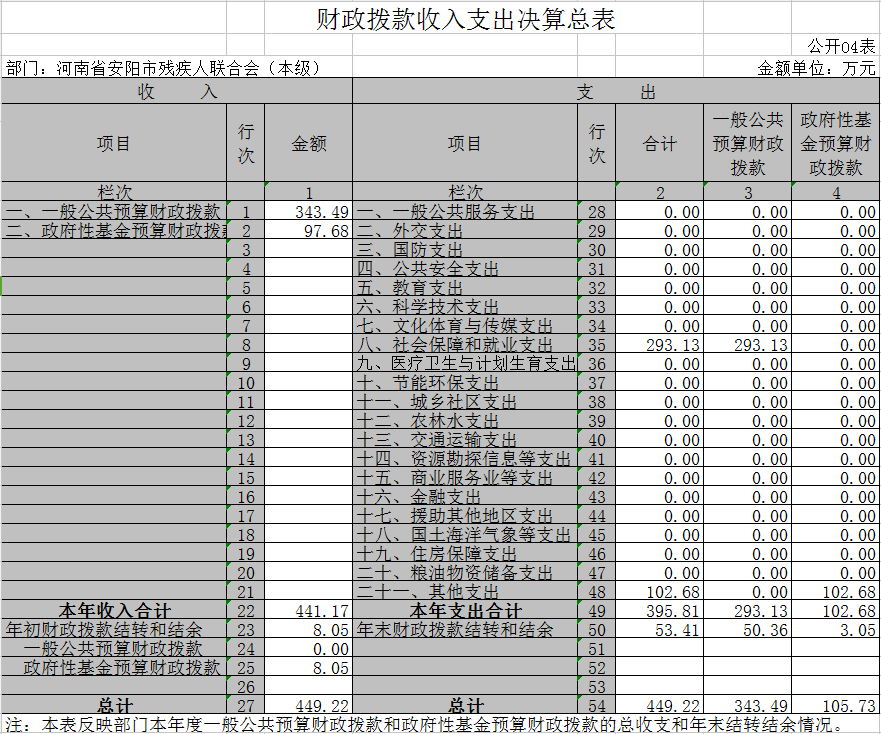 财政拨款收入支出决算总表
公开04表
部门：河南省安阳市残疾人联合会（本级） 金额单位：万元
收 入 支 出
项目 行次 金额 项目 行次 合计 一般公共预算财政拨款 政府性基金预算财政拨款
栏次 1 栏次 2 3 4
一、一般公共预算财政拨款 1 343.49 一、一般公共服务支出 28 0.00 0.00 0.00
二、政府性基金预算财政拨 2 97.68 二、外交支出 29 0.00 0.00 0.00
3 三、国防支出 30 0.00 0.00 0.00
4 四、公共安全支出 31 0.00 0.00 0.00
5 五、教育支出 32 0.00 0.00 0.00
6 六、科学技术支出 33 0.00 0.00 0.00
7 七、文化体育与传媒支出 34 0.00 0.00 0.00
8 八、社会保障和就业支出 35 293.13 293.13 0.00
9 九、医疗卫生与计划生育支出 36 0.00 0.00 0.00
10 十、节能环保支出 37 0.00 0.00 0.00
11 十一、城乡社区支出 38 0.00 0.00 0.00
12 十二、农林水支出 39 0.00 0.00 0.00
13 十三、交通运输支出 40 0.00 0.00 0.00
14 十四、资源勘探信息等支出 41 0.00 0.00 0.00
15 十五、商业服务业等支出 42 0.00 0.00 0.00
16 十六、金融支出 43 0.00 0.00 0.00
17 十七、援助其他地区支出 44 0.00 0.00 0.00
18 十八、国土海洋气象等支出 45 0.00 0.00 0.00
19 十九、住房保障支出 46 0.00 0.00 0.00
20 二十、粮油物资储备支出 47 0.00 0.00 0.00
21 二十一、其他支出 48 102.68 0.00 102.68
本年收入合计 22 441.17 本年支出合计 49 395.81 293.13 102.68
年初财政拨款结转和结余 23 8.05 年末财政拨款结转和结余 50 53.41 50.36 3.05
一般公共预算财政拨款 24 0.00 51
政府性基金预算财政拨款 25 8.05 52
26 53
总计 27 449.22 总计 54 449.22 343.49 105.73
注：本表反映部门本年度一般公共预算财政拨款和政府性基金预算财政拨款的总收支和年末结转结余情况。